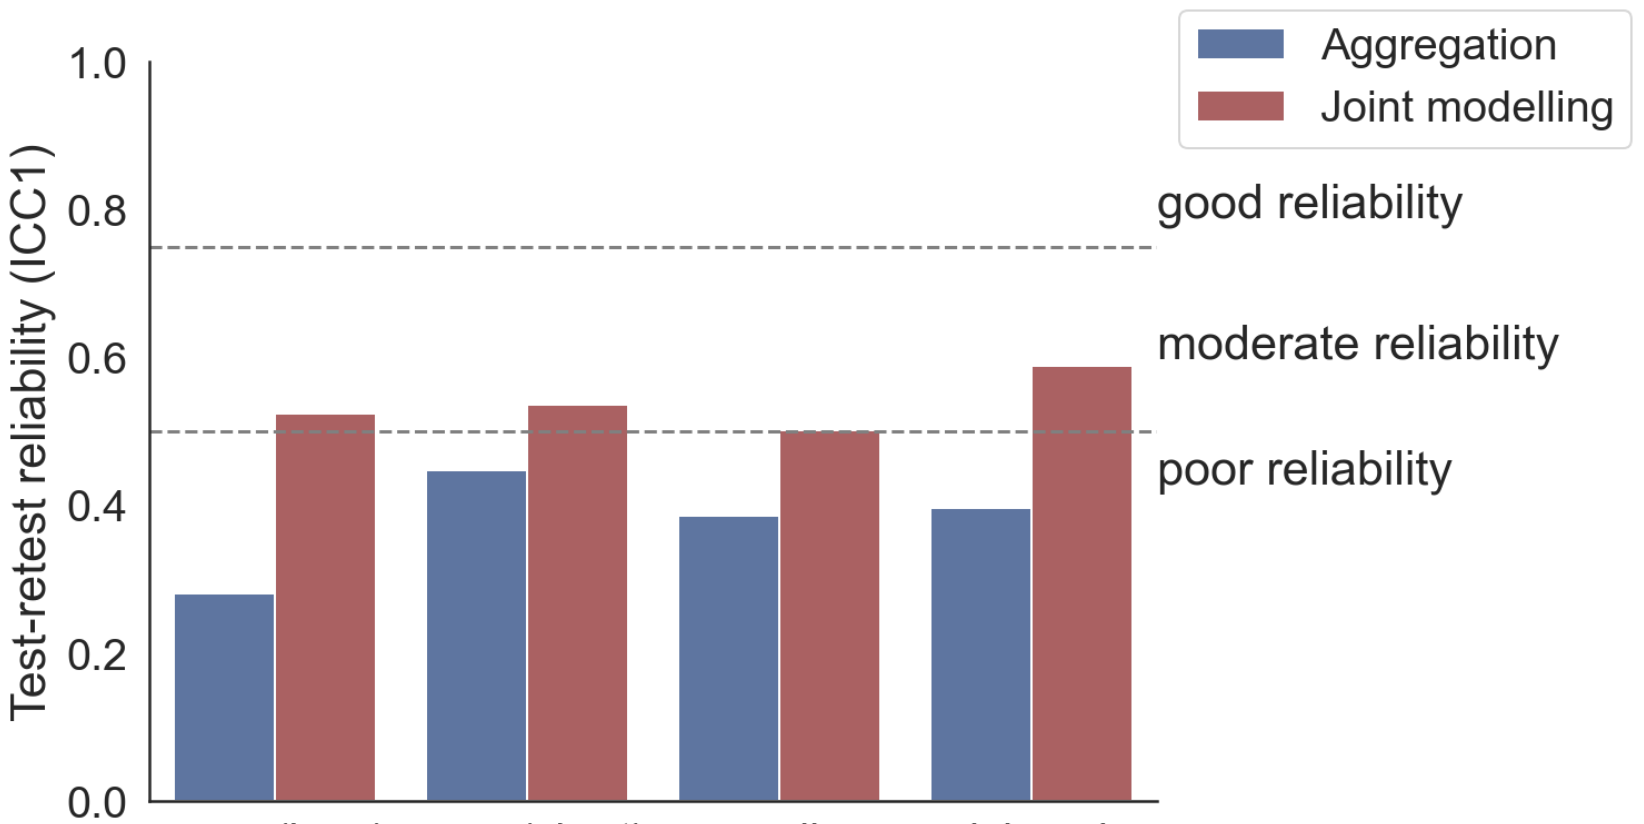 Aggregation
Joint modelling
Test-retest reliability (ICC1)
1.0
0.8
0.6
0.4
0.2
0.0
good reliability
moderate reliability
poor reliability